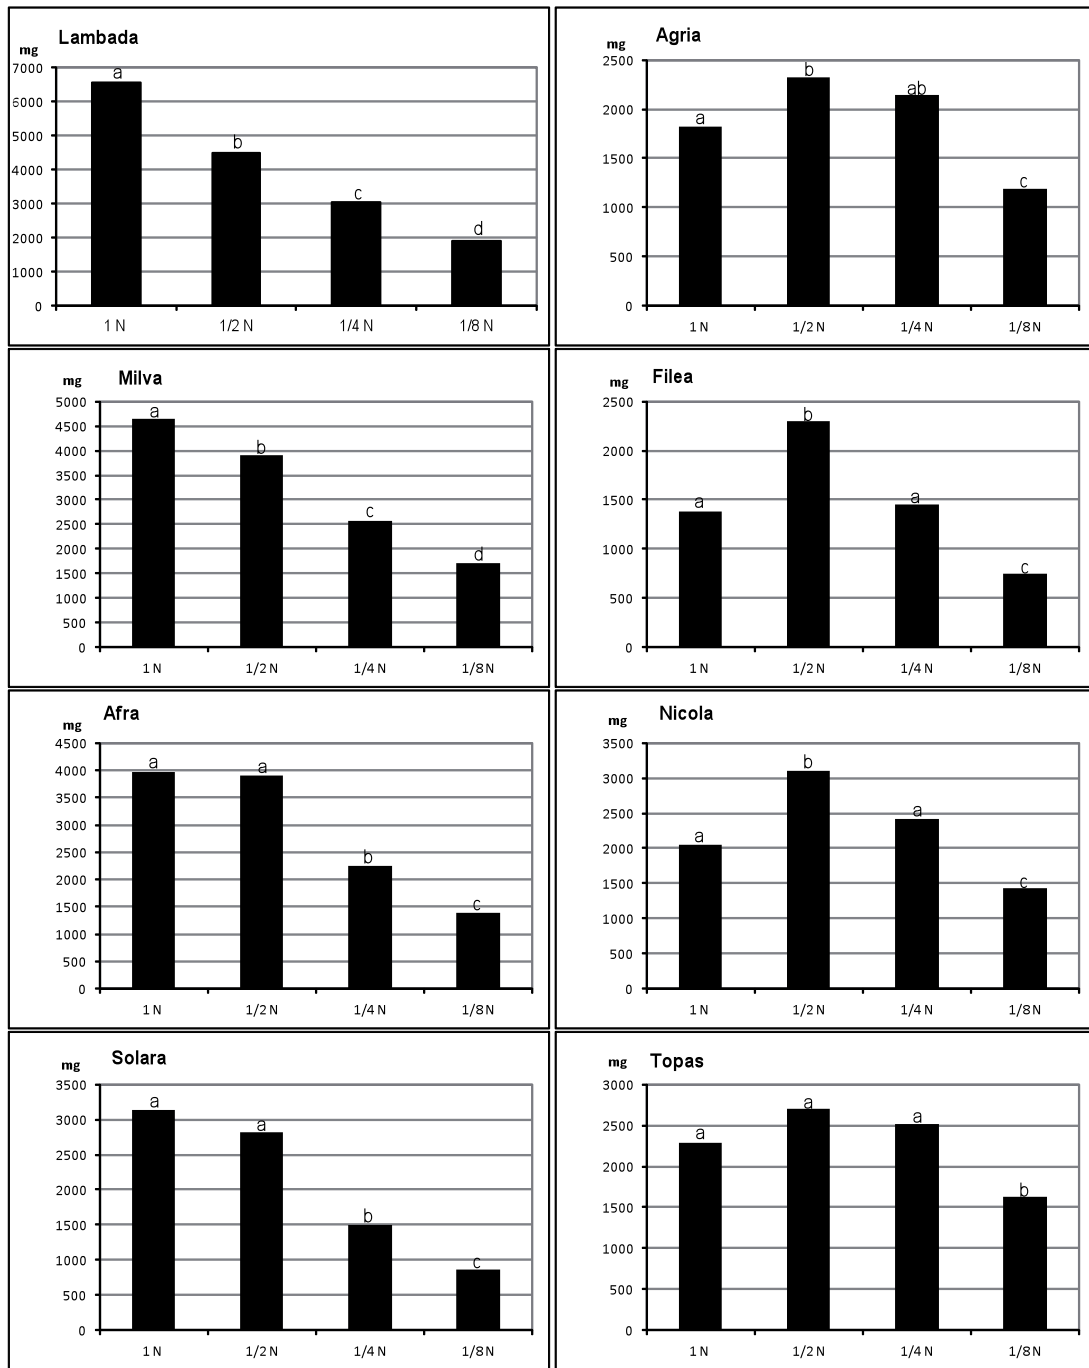 Lambada
mg
7000
a
6000
5000
b
4000
c
3000
d
2000
1000
0
1 N 1/2 N 1/4 N 1/8 N
Agria
mg
2500
b
ab
2000
a
1500
c
1000
500
0
1 N 1/2 N 1/4 N 1/8 N
Milva
mg
5000
a
4500
b
4000
3500
3000
c
2500
2000
d
1500
1000
500
0
1 N 1/2 N 1/4 N 1/8 N
Filea
mg
2500
b
2000
a a
1500
1000
c
500
0
1 N 1/2 N 1/4 N 1/8 N
Afra
mg
4500
a a
4000
3500
3000
2500
b
2000
c
1500
1000
500
0
1 N 1/2 N 1/4 N 1/8 N
Nicola
mg
3500
b
3000
a
2500
a
2000
c
1500
1000
500
0
1 N 1/2 N 1/4 N 1/8 N
Solara
mg
3500
a
3000
a
2500
2000
b
1500
c
1000
500
0
1 N 1/2 N 1/4 N 1/8 N
Topas
mg
3000
a
a
2500
a
2000
b
1500
1000
500
0
1 N 1/2 N 1/4 N 1/8 N